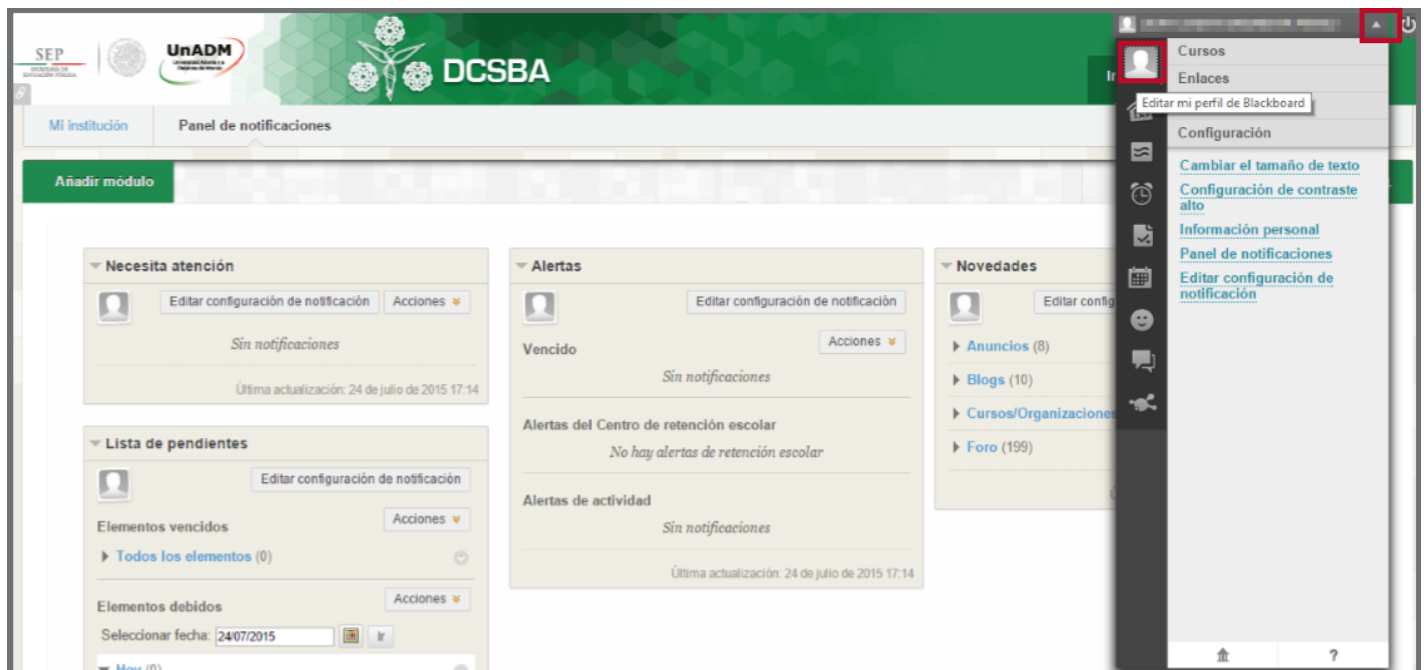 SEP
UnADM
DCSBA
Mi institución
Panel de notificaciones
Añadir módulo
Necesita atención
Editar configuración de notificación
Acciones
Sin notificaciones
Última actualización: 24 de julio de 2015 17:14
Lista de pendientes
Editar configuración de notificación
Elementos vencidos
Acciones
Todos los elementos (0)
Elementos debidos
Acciones
Seleccionar fecha: 24/07/2015
Ir
Hoy (0)
Alertas
Editar configuración de notificación
Acciones
Vencido
Sin notificaciones
Alertas del Centro de retención escolar
No hay alertas de retención escolar
Alertas de actividad
Sin notificaciones
Última actualización: 24 de julio de 2015 17:14
Novedades
Editar config
Anuncios (8)
Blogs (10)
Cursos/Organizaciones
Foro (199)
Cursos
Enlaces
Editar mi perfil de Blackboard
Configuración
Cambiar el tamaño de texto
Configuración de contraste
alto
Información personal
Panel de notificaciones
Editar configuración de
notificación
?